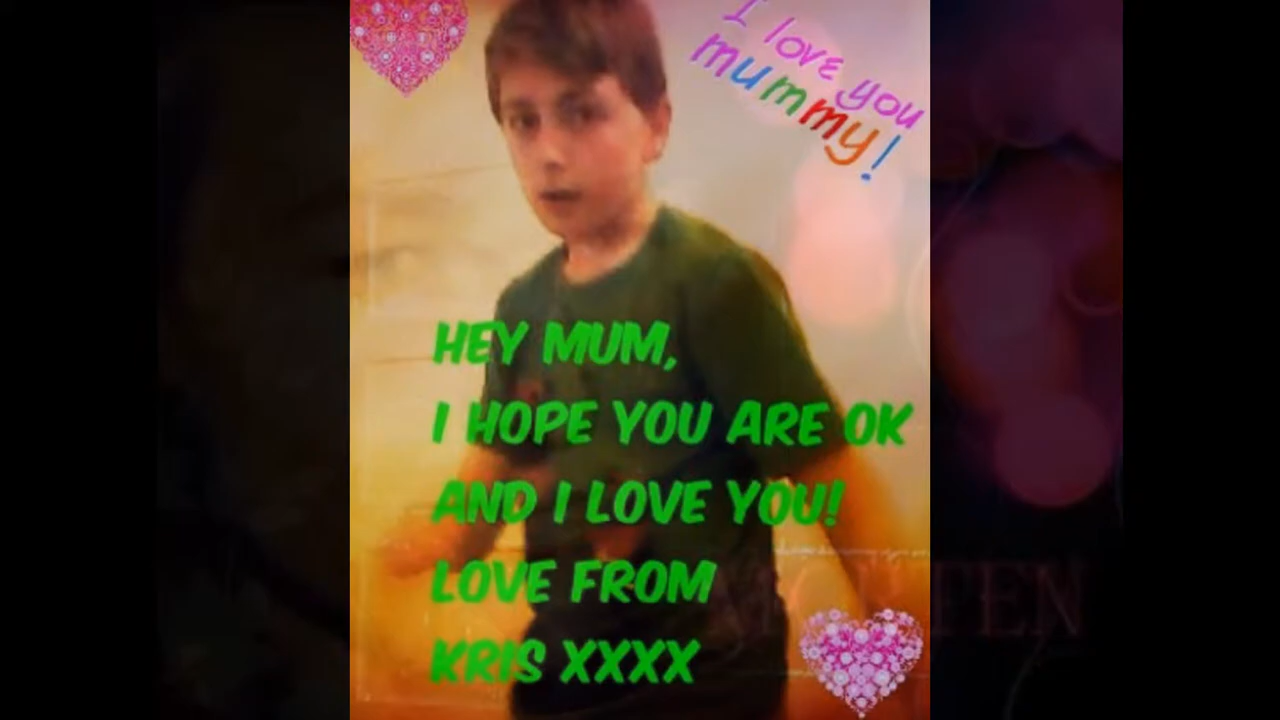 I love you
mummy!
HEY MUM,
I HOPE YOU ARE OK
AND I LOVE YOU!
LOVE FROM
KRIS XXXX